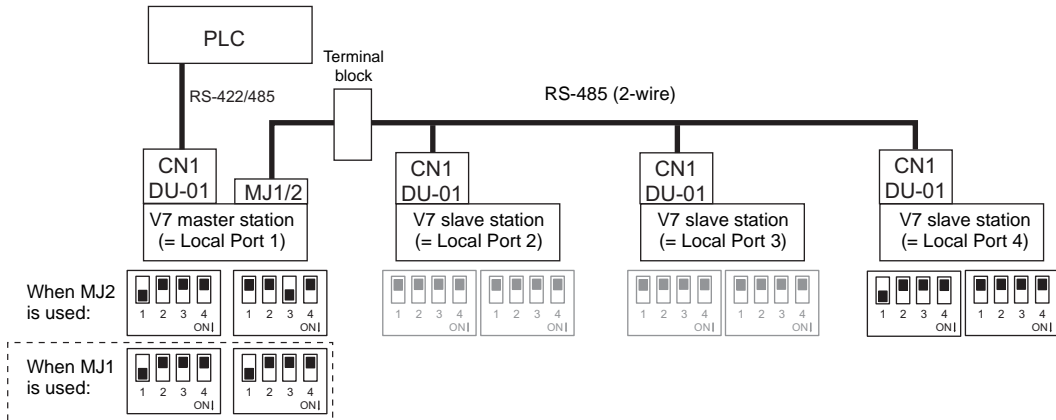 PLC
Terminal
block
RS-422/485
RS-485 (2-wire)
CN1
DU-01
MJ1/2
CN1
DU-01
CN1
DU-01
CN1
DU-01
V7 master station
(= Local Port 1)
V7 slave station
(= Local Port 2)
V7 slave station
(= Local Port 3)
V7 slave station
(= Local Port 4)
When MJ2
is used:
1 2 3 4
ON
1 2 3 4
ON
1 2 3 4
ON
1 2 3 4
ON
1 2 3 4
ON
1 2 3 4
ON
1 2 3 4
ON
1 2 3 4
ON
When MJ1
is used:
1 2 3 4
ON
1 2 3 4
ON